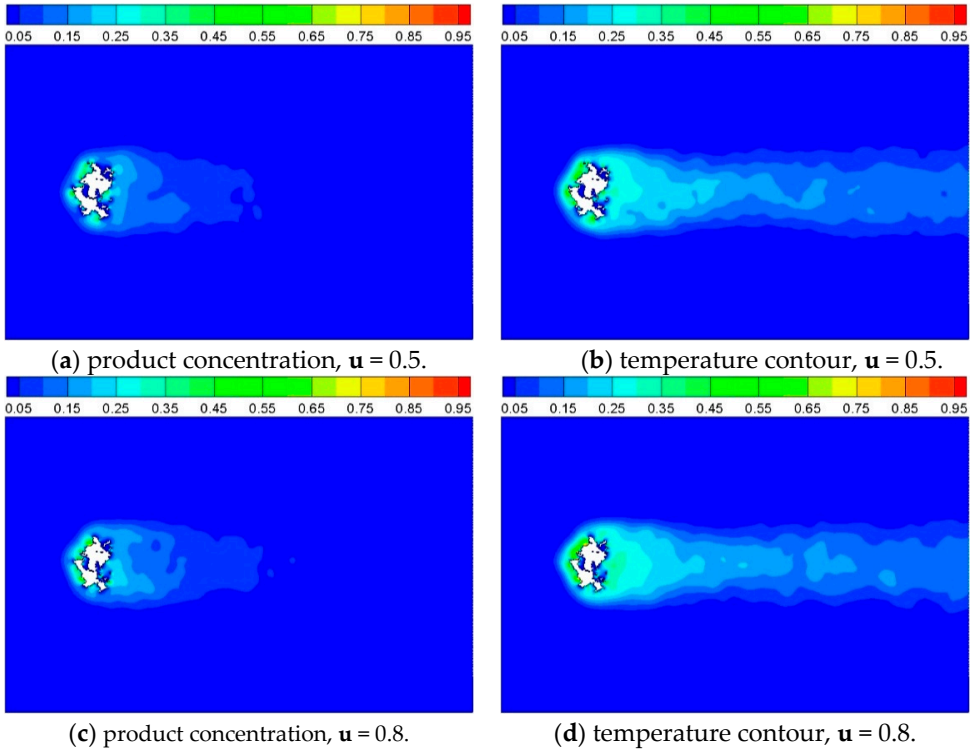 0.05 0.15 0.25 0.35 0.45 0.55 0.65 0.75 0.85 0.95
0.05 0.15 0.25 0.35 0.45 0.55 0.65 0.75 0.85 0.95
(a) product concentration, u = 0.5.
(b) temperature contour, u = 0.5.
0.05 0.15 0.25 0.35 0.45 0.55 0.65 0.75 0.85 0.95
0.05 0.15 0.25 0.35 0.45 0.55 0.65 0.75 0.85 0.95
(c) product concentration, u = 0.8.
(d) temperature contour, u = 0.8.